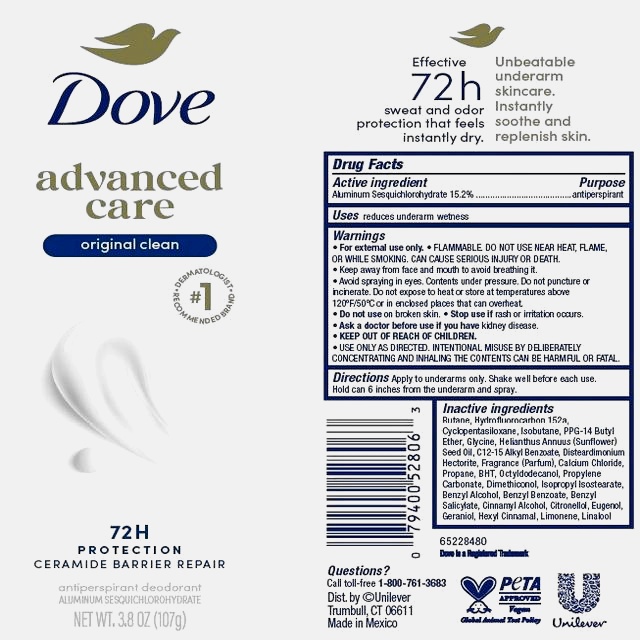 Dove
advanced
care
original clean
DERMATOLOGIST
#1
RECOMMENDED BRAND
72H
PROTECTION
CERAMIDE BARRIER REPAIR
antiperspirant deodorant
ALUMINUM SESQUICHLOROHYDRATE
NET WT. 3.8 OZ (107g)
Effective
72h
sweat and odor
protection that feels
instantly dry.
Unbeatable
underarm
skincare.
Instantly
soothe and
replenish skin.
Drug Facts
Active ingredient Purpose
Aluminum Sesquichlorohydrate 15.2% ................................ antiperspirant
Uses reduces underarm wetness
Warnings
• For external use only. • FLAMMABLE. DO NOT USE NEAR HEAT, FLAME,
OR WHILE SMOKING. CAN CAUSE SERIOUS INJURY OR DEATH.
• Keep away from face and mouth to avoid breathing it.
• Avoid spraying in eyes. Contents under pressure. Do not puncture or
incinerate. Do not expose to heat or store at temperatures above
120°F/50°C or in enclosed places that can overheat.
• Do not use on broken skin. • Stop use if rash or irritation occurs.
• Ask a doctor before use if you have kidney disease.
• KEEP OUT OF REACH OF CHILDREN.
• USE ONLY AS DIRECTED. INTENTIONAL MISUSE BY DELIBERATELY
CONCENTRATING AND INHALING THE CONTENTS CAN BE HARMFUL OR FATAL.
Directions Apply to underarms only. Shake well before each use.
Hold can 6 inches from the underarm and spray.
Inactive ingredients
Butane, Hydrofluorocarbon 152a,
Cyclopentasiloxane, Isobutane, PPG-14 Butyl
Ether, Glycine, Helianthus Annuus (Sunflower)
Seed Oil, C12-15 Alkyl Benzoate, Disteardimonium
Hectorite, Fragrance (Parfum), Calcium Chloride,
Propane, BHT, Octyldodecanol, Propylene
Carbonate, Dimethiconol, Isopropyl Isostearate,
Benzyl Alcohol, Benzyl Benzoate, Benzyl
Salicylate, Cinnamyl Alcohol, Citronellol, Eugenol,
Geraniol, Hexyl Cinnamal, Limonene, Linalool
0 79400 52806 3
65228480
Dove is a Registered Trademark
Questions?
Call toll-free 1-800-761-3683
Dist. by ©Unilever
Trumbull, CT 06611
Made in Mexico
PETA
APPROVED
Vegan
Global Animal Test Policy
Unilever